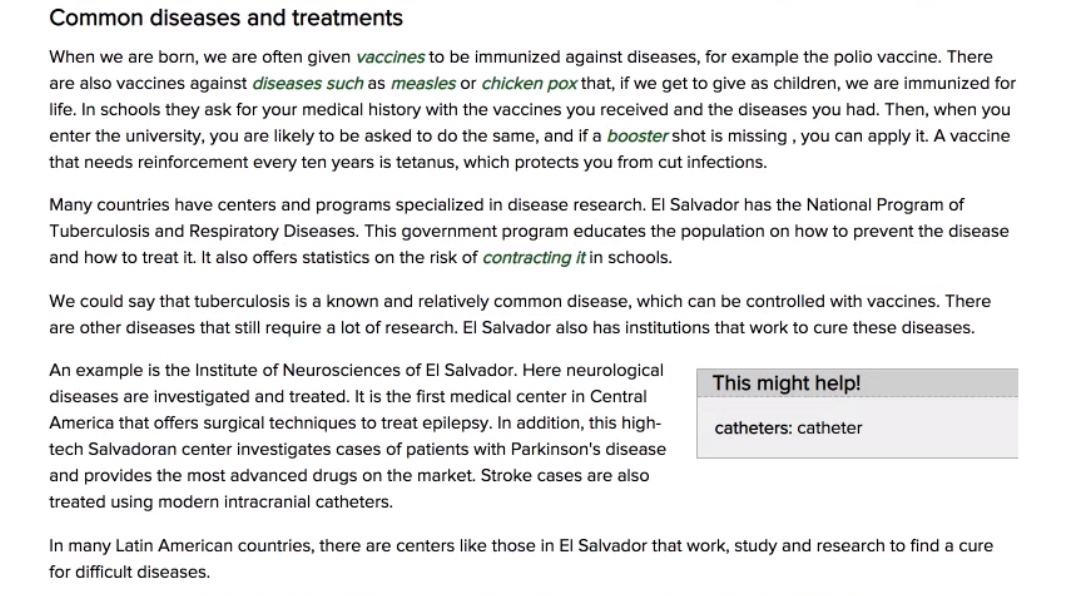 Common diseases and treatments
When we are born, we are often given vaccines to be immunized against diseases, for example the polio vaccine. There
are also vaccines against diseases such as measles or chicken pox that, if we get to give as children, we are immunized for
life. In schools they ask for your medical history with the vaccines you received and the diseases you had. Then, when you
enter the university, you are likely to be asked to do the same, and if a booster shot is missing , you can apply it. A vaccine
that needs reinforcement every ten years is tetanus, which protects you from cut infections.
Many countries have centers and programs specialized in disease research. El Salvador has the National Program of
Tuberculosis and Respiratory Diseases. This government program educates the population on how to prevent the disease
and how to treat it. It also offers statistics on the risk of contracting it in schools.
We could say that tuberculosis is a known and relatively common disease, which can be controlled with vaccines. There
are other diseases that still require a lot of research. El Salvador also has institutions that work to cure these diseases.
An example is the Institute of Neurosciences of El Salvador. Here neurological
diseases are investigated and treated. It is the first medical center in Central
America that offers surgical techniques to treat epilepsy. In addition, this high-
tech Salvadoran center investigates cases of patients with Parkinson's disease
and provides the most advanced drugs on the market. Stroke cases are also
treated using modern intracranial catheters.
This might help!
catheters: catheter
In many Latin American countries, there are centers like those in El Salvador that work, study and research to find a cure
for difficult diseases.